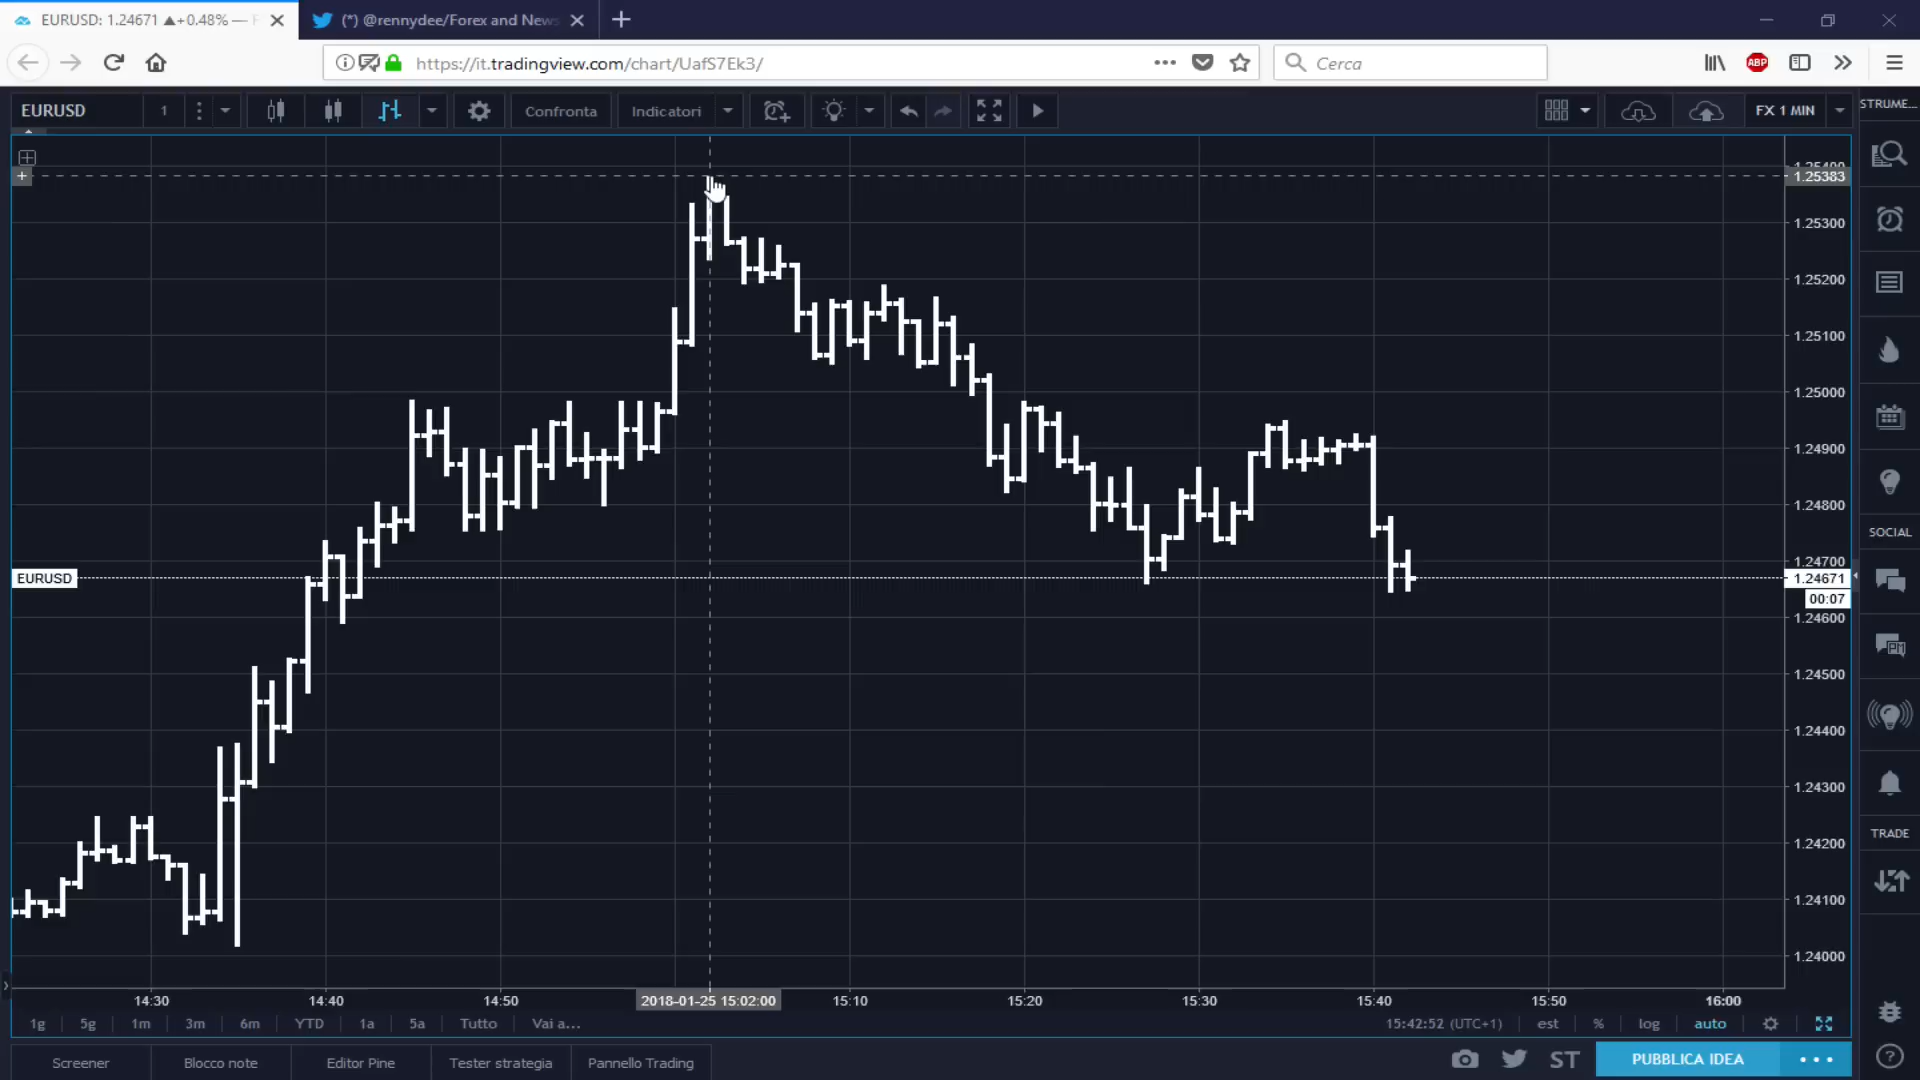 EURUSD: 1.24671 ▲+0.48% — F
(*) @rennydee/Forex and News
https://it.tradingview.com/chart/UafS7Ek3/
Cerca
ABP
EURUSD
1
Confronta
Indicatori
FX 1 MIN
STRUME...
1.25400
1.25383
1.25300
1.25200
1.25100
1.25000
1.24900
1.24800
1.24700
EURUSD
1.24671
00:07
1.24600
1.24500
1.24400
1.24300
1.24200
1.24100
1.24000
SOCIAL
TRADE
14:30
14:40
14:50
2018-01-25 15:02:00
15:10
15:20
15:30
15:40
15:50
16:00
1g
5g
1m
3m
6m
YTD
1a
5a
Tutto
Vai a...
15:42:52 (UTC+1)
est
%
log
auto
Screener
Blocco note
Editor Pine
Tester strategia
Pannello Trading
ST
PUBBLICA IDEA